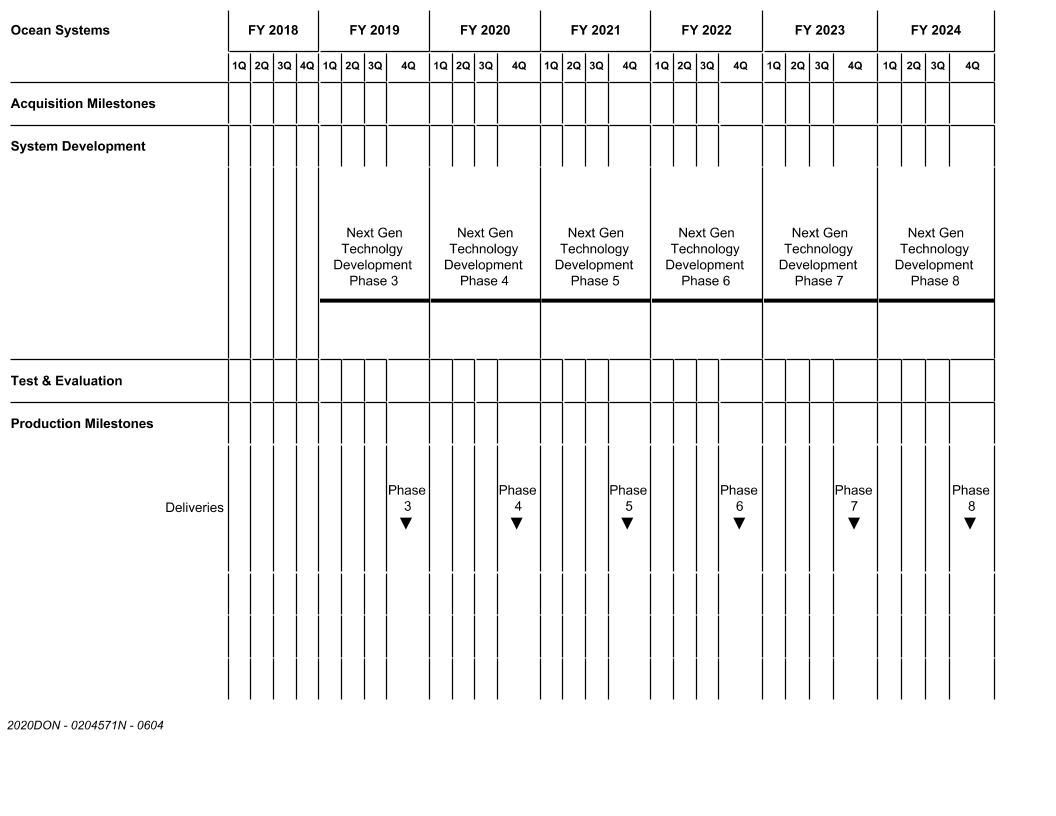 Ocean Systems FY 2018 FY 2019 FY 2020 FY 2021 FY 2022 FY 2023 FY 2024
1Q 2Q 3Q 4Q 1Q 2Q 3Q 4Q 1Q 2Q 3Q 4Q 1Q 2Q 3Q 4Q 1Q 2Q 3Q 4Q 1Q 2Q 3Q 4Q 1Q 2Q 3Q 4Q
Acquisition Milestones
System Development
Next Gen Next Gen Next Gen Next Gen Next Gen Next Gen
Technolgy Technology Technology Technology Technology Technology
Development Development Development Development Development Development
Phase 3 Phase 4 Phase 5 Phase 6 Phase 7 Phase 8
Test & Evaluation
Production Milestones
Phase Phase Phase Phase Phase Phase
Deliveries 3 4 5 6 7 8
2020DON - 0204571N - 0604